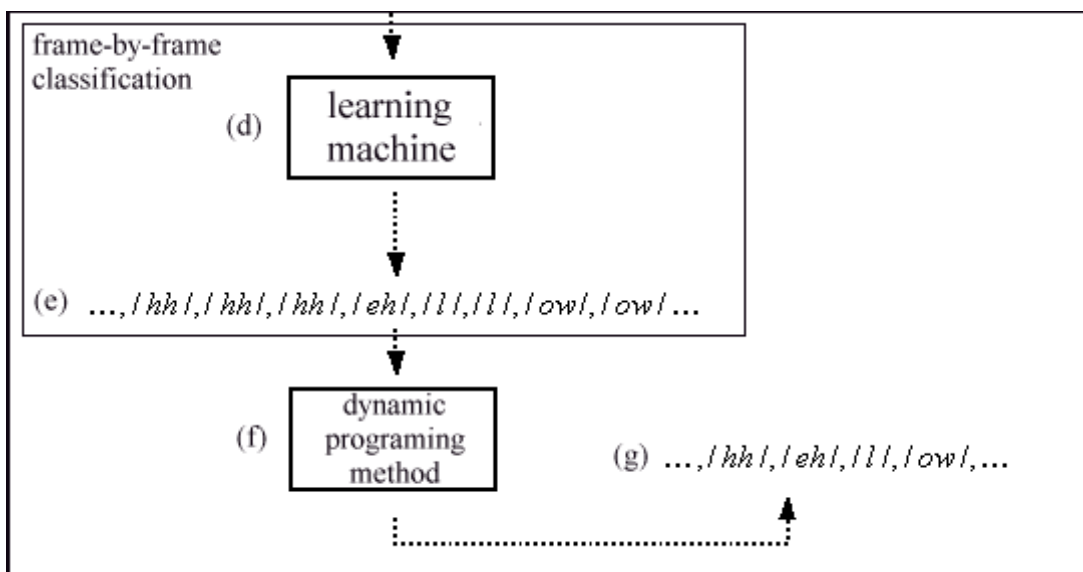 frame-by-frame
classification
(d)
learning
machine
(e) ...,/hh/,/hh/,/hh/,/eh/,/l/,/l/,/ow/,/ow/...
(f)
dynamic
programing
method
(g) ...,/hh/,/eh/,/l/,/ow/,...